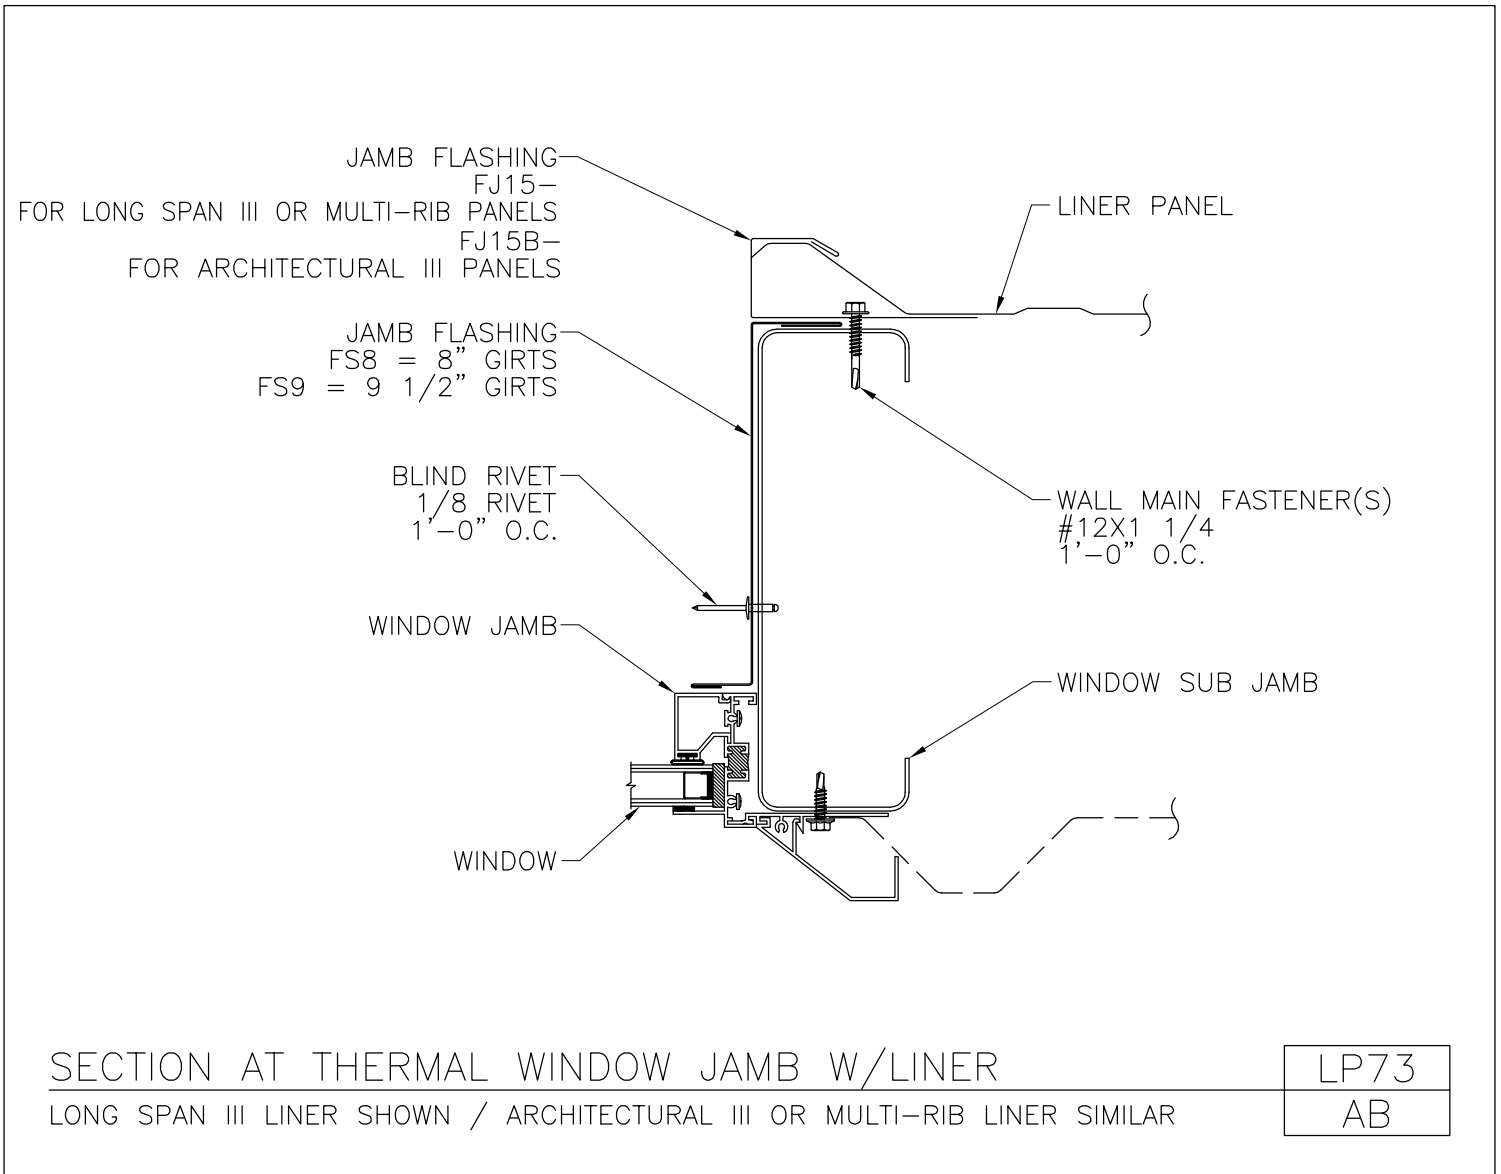 JAMB FLASHING
FJ15-
FOR LONG SPAN III OR MULTI-RIB PANELS
FJ15B-
FOR ARCHITECTURAL III PANELS
LINER PANEL
JAMB FLASHING
FS8 = 8" GIRTS
FS9 = 9 1/2" GIRTS
BLIND RIVET
1/8 RIVET
1'-0" O.C.
WALL MAIN FASTENER(S)
#12X1 1/4
1'-0" O.C.
WINDOW JAMB
WINDOW SUB JAMB
WINDOW
SECTION AT THERMAL WINDOW JAMB W/LINER
LONG SPAN III LINER SHOWN / ARCHITECTURAL III OR MULTI-RIB LINER SIMILAR
LP73
AB